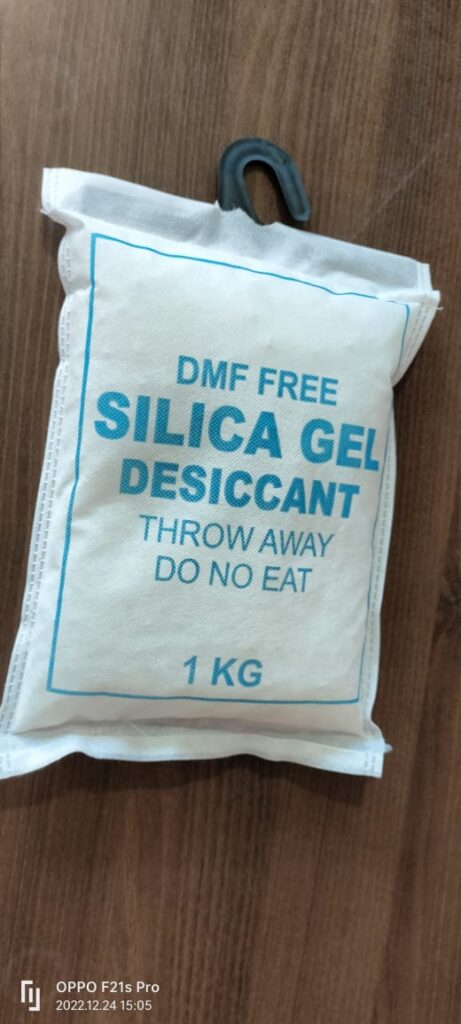 DMF FREE
SILICA GEL
DESICCANT
THROW AWAY
DO NO EAT
1 KG
OPPO F21s Pro
2022.12.24 15:05